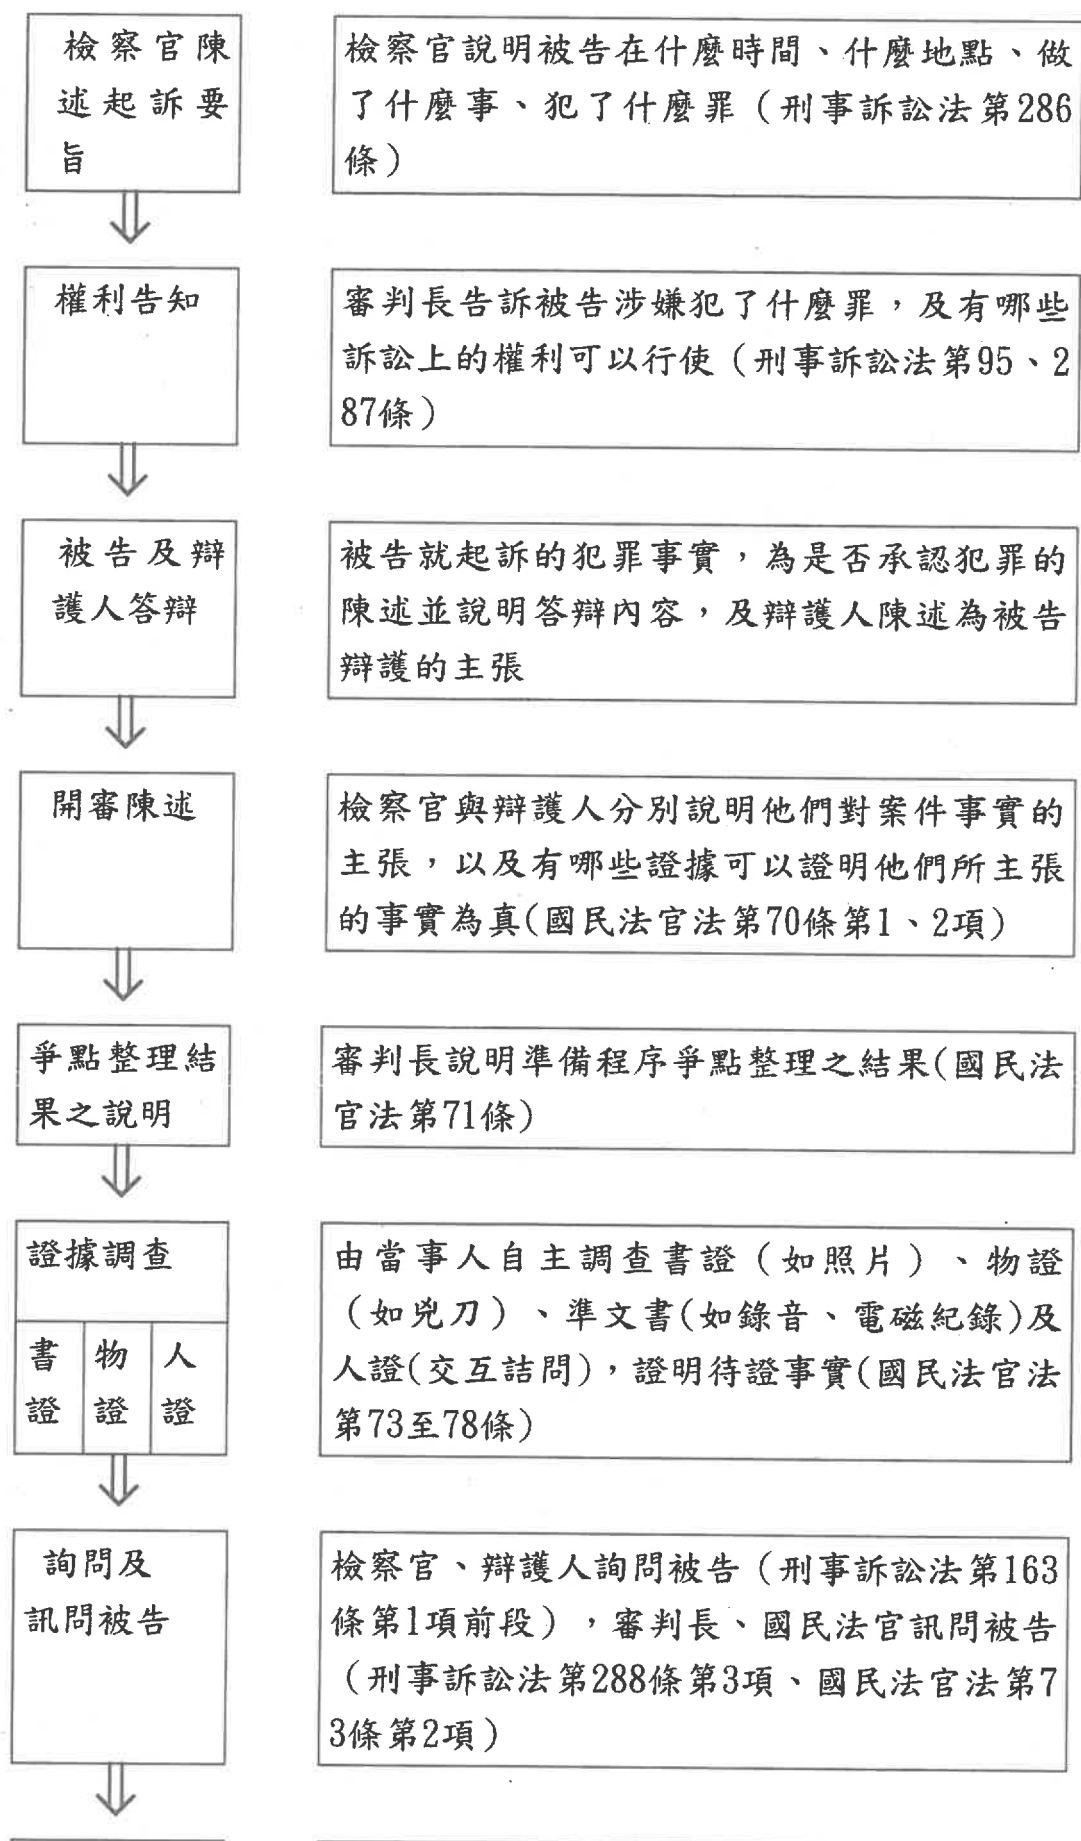 檢察官陳
述起訴要
旨
檢察官說明被告在什麼時間、什麼地點、做
了什麼事、犯了什麼罪（刑事訴訟法第286
條）
權利告知
審判長告訴被告涉嫌犯了什麼罪，及有哪些
訴訟上的權利可以行使（刑事訴訟法第95、2
87條）
被告及辯
護人答辯
被告就起訴的犯罪事實，為是否承認犯罪的
陳述並說明答辯內容，及辯護人陳述為被告
辯護的主張
開審陳述
檢察官與辯護人分別說明他們對案件事實的
主張，以及有哪些證據可以證明他們所主張
的事實為真(國民法官法第70條第1、2項)
爭點整理結
果之說明
審判長說明準備程序爭點整理之結果(國民法
官法第71條)
證據調查
書證
物證
人證
由當事人自主調查書證（如照片）、物證
（如兇刀）、準文書(如錄音、電磁紀錄)及
人證(交互詰問)，證明待證事實(國民法官法
第73至78條)
詢問及
訊問被告
檢察官、辯護人詢問被告（刑事訴訟法第163
條第1項前段），審判長、國民法官訊問被告
（刑事訴訟法第288條第3項、國民法官法第7
3條第2項）